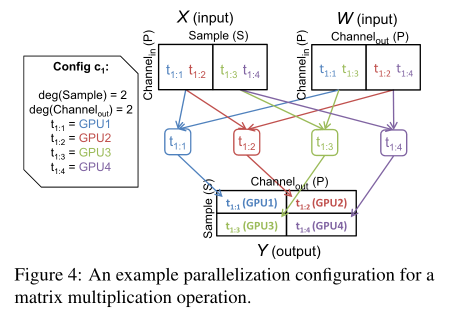 X (input)
W (input)
Sample (S)
Channel_out (P)
Channel_in (P)
t1:1 t1:2 t1:3 t1:4
Channel_in (P)
t1:1 t1:3 t1:2 t1:4
Config c1:
deg(Sample) = 2
deg(Channel_out) = 2
t1:1 = GPU1
t1:2 = GPU2
t1:3 = GPU3
t1:4 = GPU4
t1:1
t1:2
t1:3
t1:4
Channel_out (P)
Sample (S)
t1:1 (GPU1) t1:2 (GPU2)
t1:3 (GPU3) t1:4 (GPU4)
Y (output)
Figure 4: An example parallelization configuration for a
matrix multiplication operation.